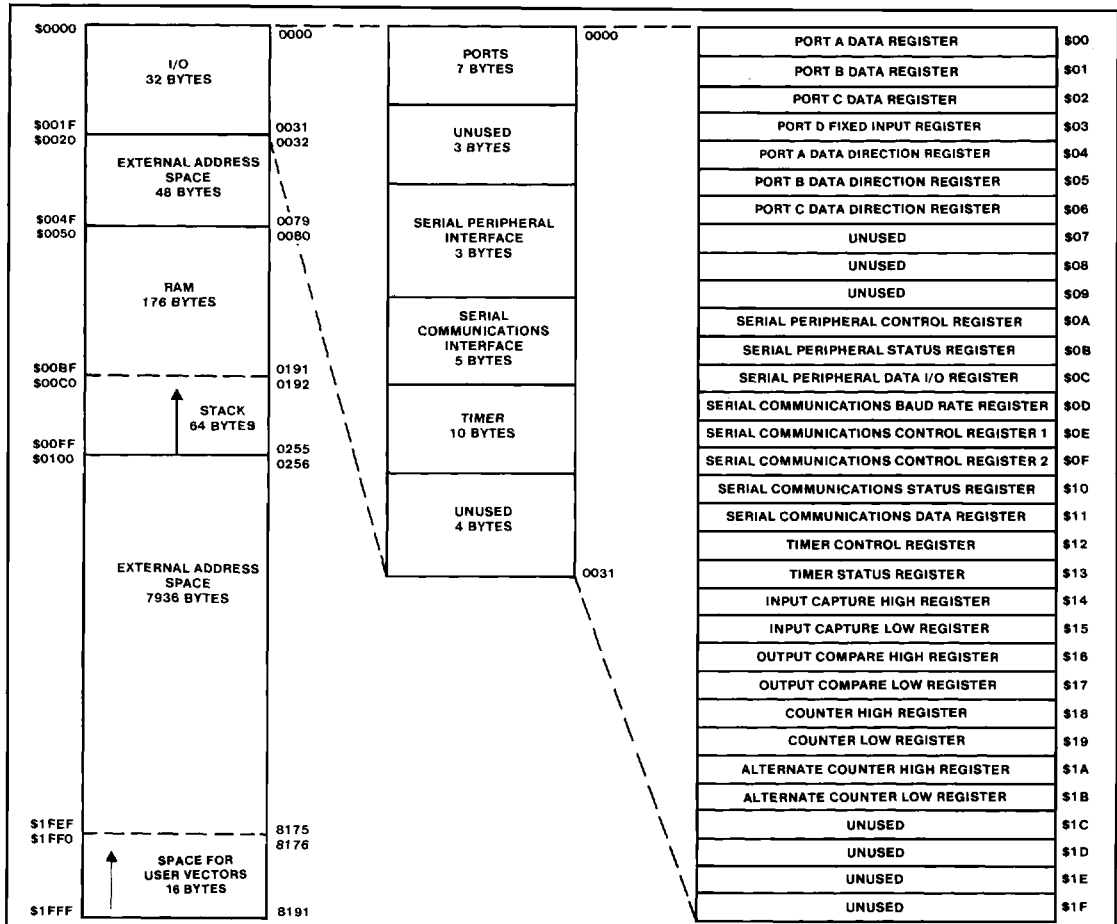 $0000
I/O
32 BYTES
0000
$001F
0031
$0020
0032
EXTERNAL ADDRESS
SPACE
48 BYTES
$004F
0079
$0050
0080
RAM
176 BYTES
$00BF
0191
$00C0
0192
STACK
64 BYTES
$00FF
0255
$0100
0256
EXTERNAL ADDRESS
SPACE
7936 BYTES
$1FEF
8175
$1FF0
8176
SPACE FOR
USER VECTORS
16 BYTES
$1FFF
8191
PORTS
7 BYTES
0000
UNUSED
3 BYTES
SERIAL PERIPHERAL
INTERFACE
3 BYTES
SERIAL
COMMUNICATIONS
INTERFACE
5 BYTES
TIMER
10 BYTES
UNUSED
4 BYTES
0031
PORT A DATA REGISTER $00
PORT B DATA REGISTER $01
PORT C DATA REGISTER $02
PORT D FIXED INPUT REGISTER $03
PORT A DATA DIRECTION REGISTER $04
PORT B DATA DIRECTION REGISTER $05
PORT C DATA DIRECTION REGISTER $06
UNUSED $07
UNUSED $08
UNUSED $09
SERIAL PERIPHERAL CONTROL REGISTER $0A
SERIAL PERIPHERAL STATUS REGISTER $0B
SERIAL PERIPHERAL DATA I/O REGISTER $0C
SERIAL COMMUNICATIONS BAUD RATE REGISTER $0D
SERIAL COMMUNICATIONS CONTROL REGISTER 1 $0E
SERIAL COMMUNICATIONS CONTROL REGISTER 2 $0F
SERIAL COMMUNICATIONS STATUS REGISTER $10
SERIAL COMMUNICATIONS DATA REGISTER $11
TIMER CONTROL REGISTER $12
TIMER STATUS REGISTER $13
INPUT CAPTURE HIGH REGISTER $14
INPUT CAPTURE LOW REGISTER $15
OUTPUT COMPARE HIGH REGISTER $16
OUTPUT COMPARE LOW REGISTER $17
COUNTER HIGH REGISTER $18
COUNTER LOW REGISTER $19
ALTERNATE COUNTER HIGH REGISTER $1A
ALTERNATE COUNTER LOW REGISTER $1B
UNUSED $1C
UNUSED $1D
UNUSED $1E
UNUSED $1F